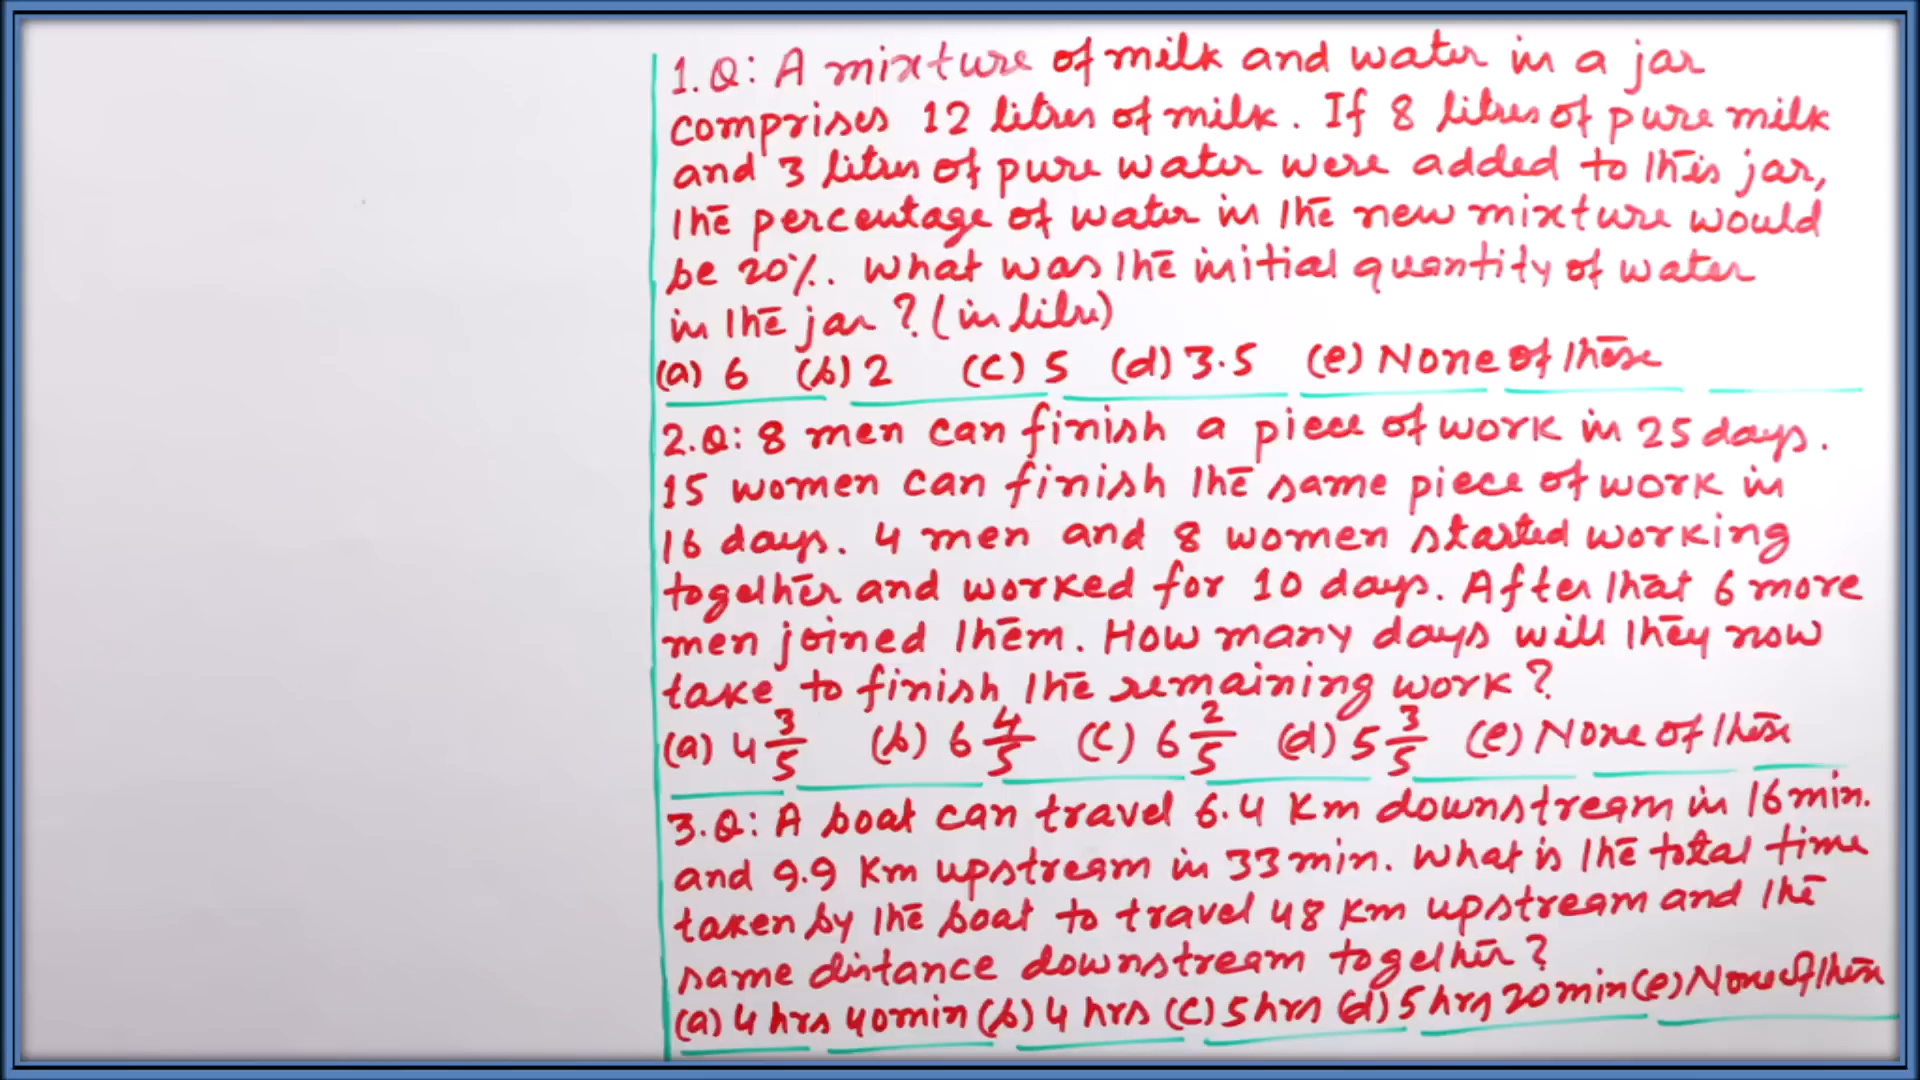 1.Q: A mixture of milk and water in a jar
comprises 12 litres of milk. If 8 litres of pure milk
and 3 litres of pure water were added to this jar,
the percentage of water in the new mixture would
be 20%. What was the initial quantity of water
in the jar? (in litre)
(a) 6 (b) 2 (c) 5 (d) 3.5 (e) None of these
2.Q: 8 men can finish a piece of work in 25 days.
15 women can finish the same piece of work in
16 days. 4 men and 8 women started working
together and worked for 10 days. After that 6 more
men joined them. How many days will they now
take to finish the remaining work?
(a) 4 3/5 (b) 6 4/5 (c) 6 2/5 (d) 5 3/5 (e) None of these
3.Q: A boat can travel 6.4 Km downstream in 16 min.
and 9.9 Km upstream in 33 min. What is the total time
taken by the boat to travel 48 Km upstream and the
same distance downstream together?
(a) 4 hrs 40 min (b) 4 hrs (c) 5 hrs (d) 5 hrs 20 min (e) None of these